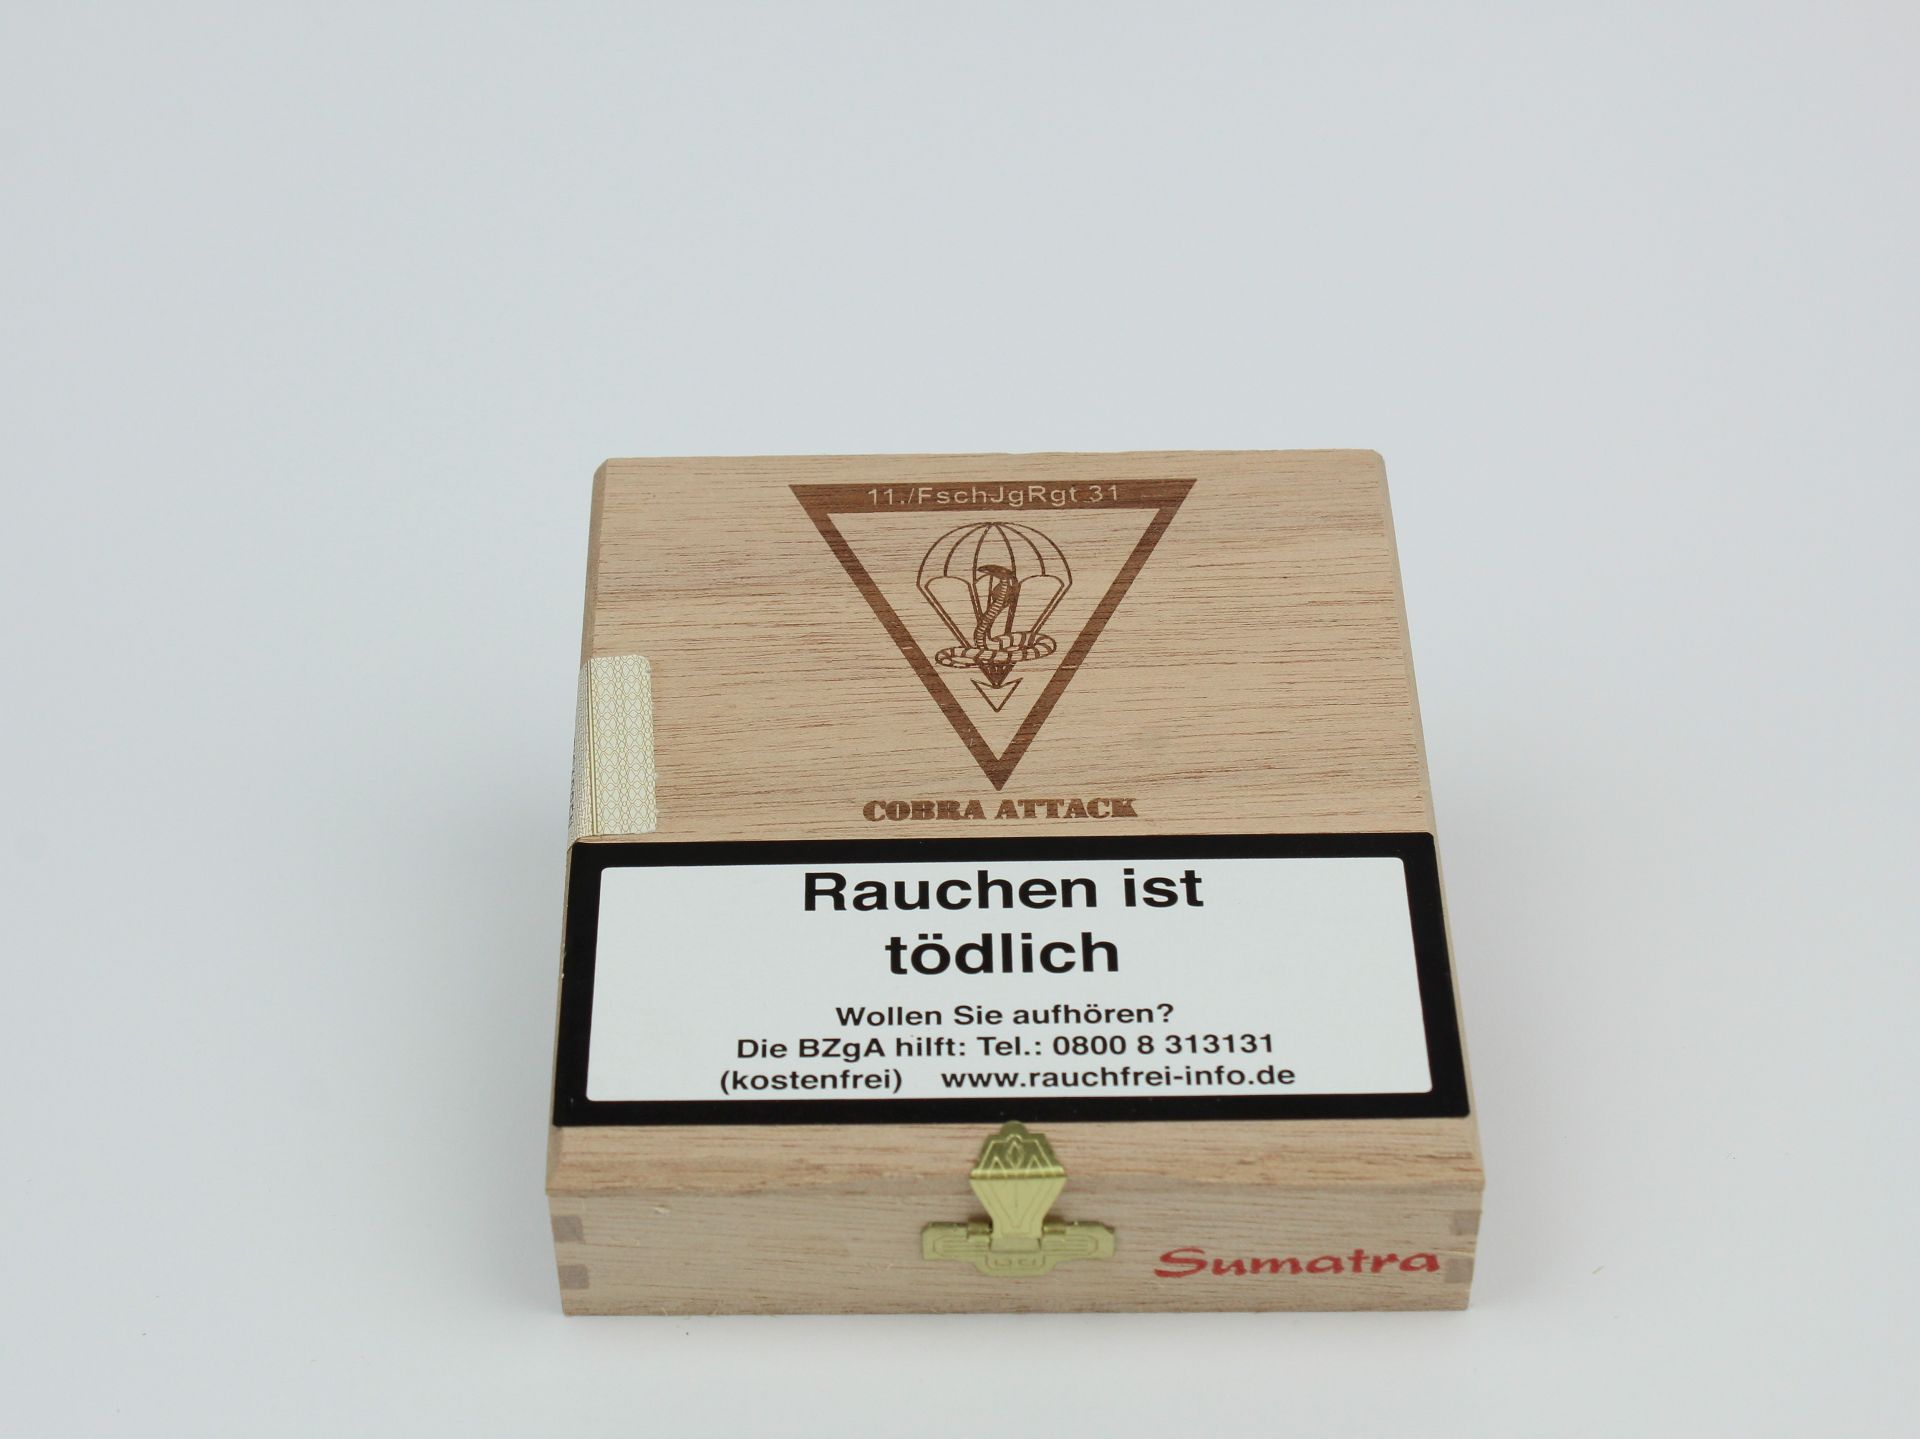 11./FschJgRgt 31
COBRA ATTACK
Rauchen ist
tödlich
Wollen Sie aufhören?
Die BZgA hilft: Tel.: 0800 8 313131
(kostenfrei) www.rauchfrei-info.de
Sumatra